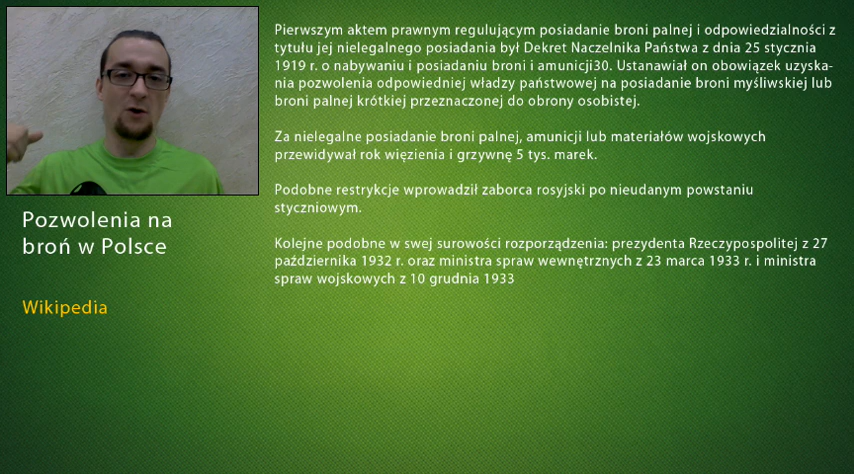 Pierwszym aktem prawnym regulującym posiadanie broni palnej i odpowiedzialności z
tytułu jej nielegalnego posiadania był Dekret Naczelnika Państwa z dnia 25 stycznia
1919 r. o nabywaniu i posiadaniu broni i amunicji30. Ustanawiał on obowiązek uzyska-
nia pozwolenia odpowiedniej władzy państwowej na posiadanie broni myśliwskiej lub
broni palnej krótkiej przeznaczonej do obrony osobistej.
Za nielegalne posiadanie broni palnej, amunicji lub materiałów wojskowych
przewidywał rok więzienia i grzywnę 5 tys. marek.
Podobne restrykcje wprowadził zaborca rosyjski po nieudanym powstaniu
styczniowym.
Kolejne podobne w swej surowości rozporządzenia: prezydenta Rzeczypospolitej z 27
października 1932 r. oraz ministra spraw wewnętrznych z 23 marca 1933 r. i ministra
spraw wojskowych z 10 grudnia 1933
Pozwolenia na
broń w Polsce
Wikipedia